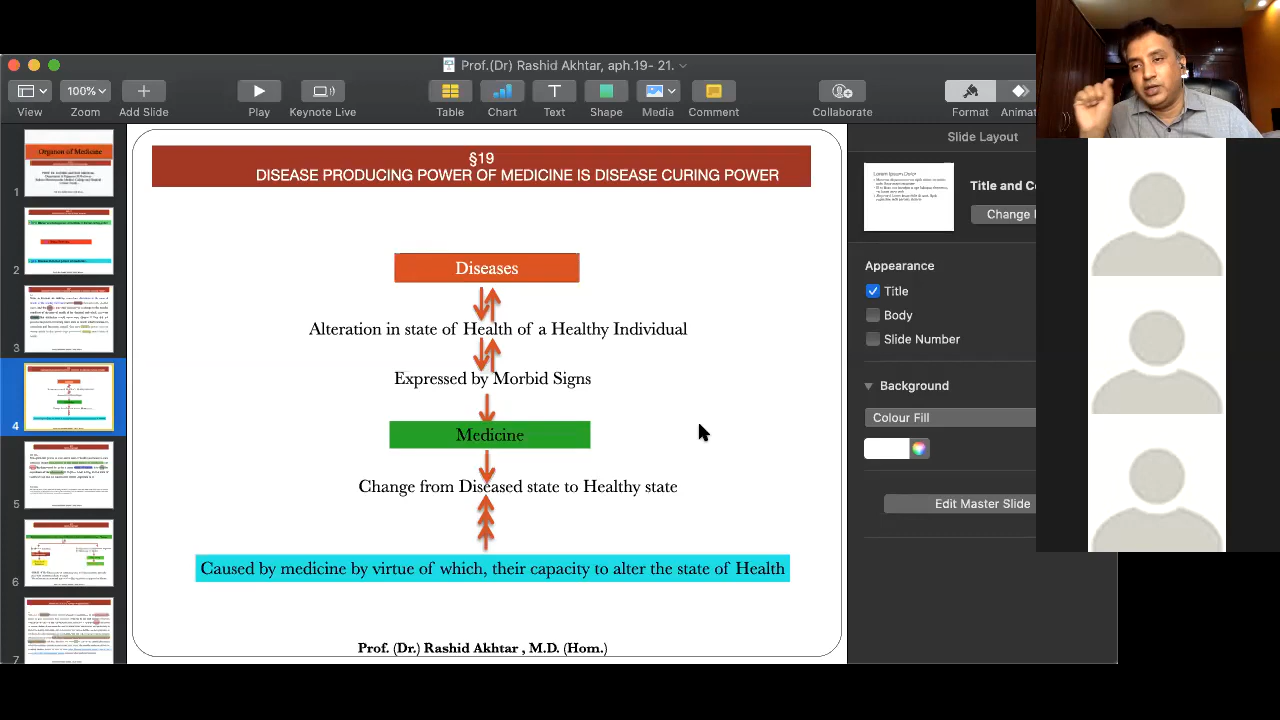 Prof.(Dr) Rashid Akhtar, aph.19- 21.
100%
View
Zoom
Add Slide
Play
Keynote Live
Table
Chart
Text
Shape
Media
Comment
Collaborate
Format
Animat
Organon of Medicine
1
2
3
4
5
6
7
§19
DISEASE PRODUCING POWER OF MEDICINE IS DISEASE CURING POWER
Diseases
Alteration in state of Health of a Healthy Individual
Expressed by Morbid Signs
Medicine
Change from Diseased state to Healthy state
Caused by medicine by virtue of which their capacity to alter the state of Health
Prof. (Dr.) Rashid Akhtar , M.D. (Hom.)
Slide Layout
Lorem Ipsum Dolor
Title and Co
Change
Appearance
Title
Body
Slide Number
Background
Colour Fill
Edit Master Slide